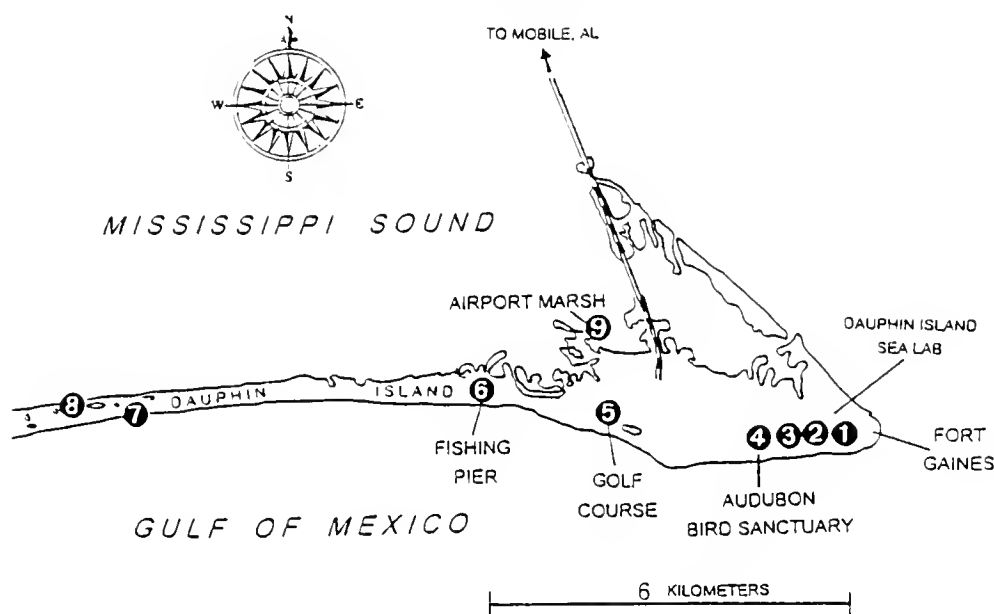 N
W
E
S
TO MOBILE, AL
MISSISSIPPI SOUND
AIRPORT MARSH
9
DAUPHIN ISLAND
SEA LAB
8
7
DAUPHIN ISLAND
6
5
4
3
2
1
FISHING
PIER
GOLF
COURSE
AUDUBON
BIRD SANCTUARY
FORT
GAINES
GULF OF MEXICO
6 KILOMETERS